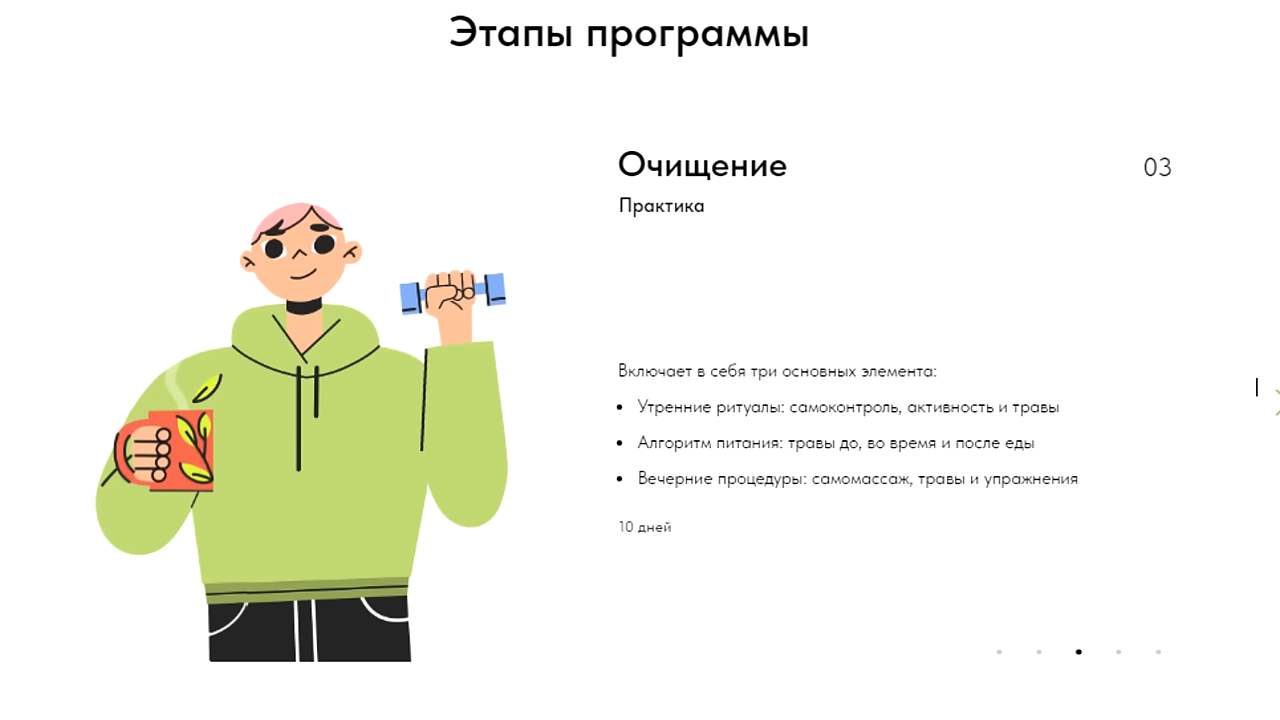 Этапы программы
Очищение
03
Практика
Включает в себя три основных элемента:
• Утренние ритуалы: самоконтроль, активность и травы
• Алгоритм питания: травы до, во время и после еды
• Вечерние процедуры: самомассаж, травы и упражнения
10 дней